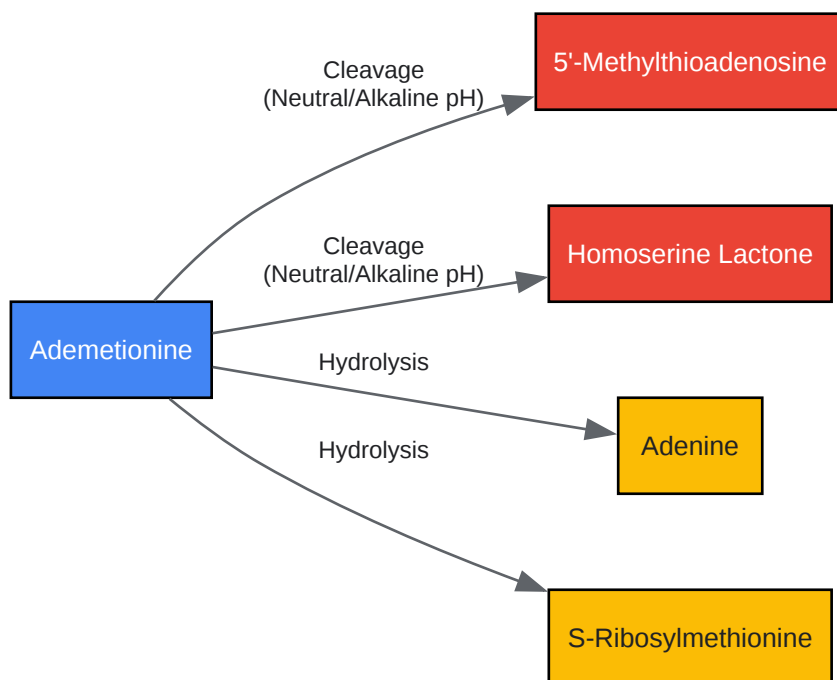 Cleavage
(Neutral/Alkaline pH)
5'-Methylthioadenosine
Cleavage
(Neutral/Alkaline pH)
Homoserine Lactone
Ademetionine
Hydrolysis
Adenine
Hydrolysis
S-Ribosylmethionine